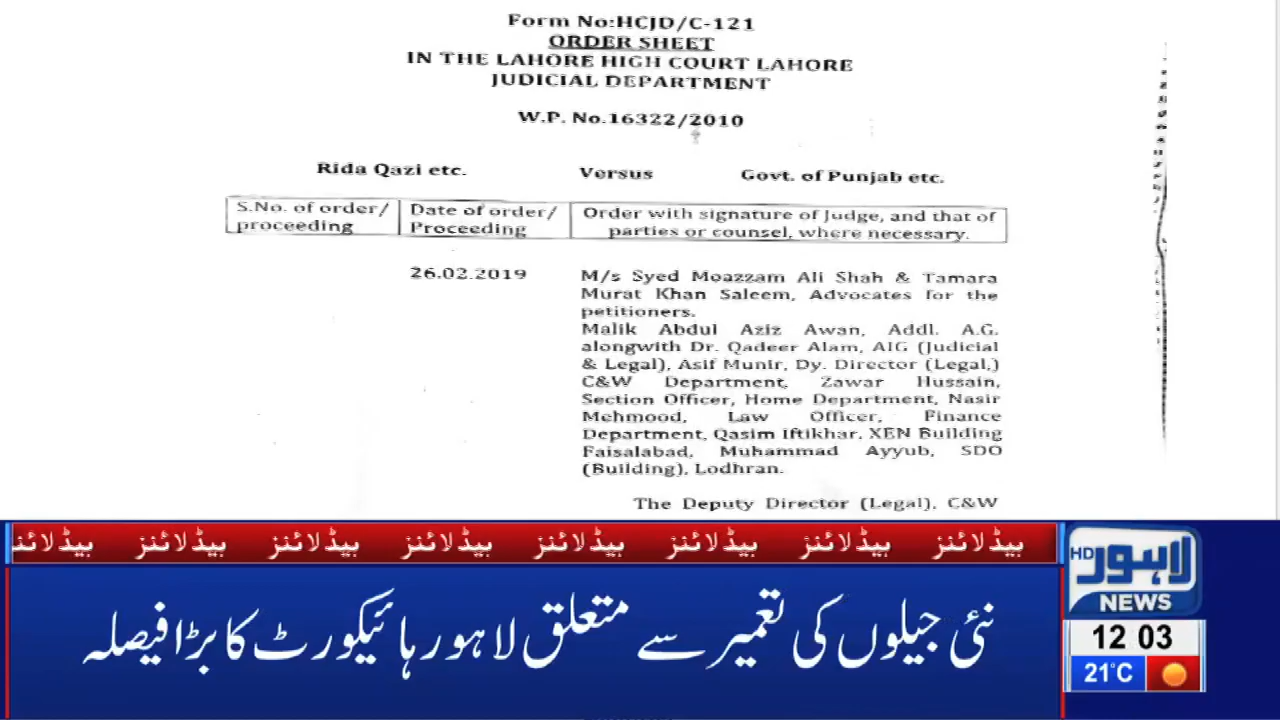 Form No:HCJD/C-121
ORDER SHEET
IN THE LAHORE HIGH COURT LAHORE
JUDICIAL DEPARTMENT
W.P. No.16322/2010
Rida Qazi etc. Versus Govt. of Punjab etc.
S.No. of order/ Date of order/ Order with signature of Judge, and that of
proceeding Proceeding parties or counsel, where necessary.
26.02.2019 M/s Syed Moazzam Ali Shah & Tamara
Murat Khan Saleem, Advocates for the
petitioners.
Malik Abdul Aziz Awan, Addl. A.G.
alongwith Dr. Qadeer Alam, AIG (Judicial
& Legal), Asif Munir, Dy. Director (Legal,)
C&W Department, Zawar Hussain,
Section Officer, Home Department, Nasir
Mehmood, Law Officer, Finance
Department, Qasim Iftikhar, XEN Building
Faisalabad, Muhammad Ayyub, SDO
(Building), Lodhran.
The Deputy Director (Legal), C&W
ہیڈلائنز ہیڈلائنز ہیڈلائنز ہیڈلائنز ہیڈلائنز ہیڈلائنز ہیڈلائنز ہیڈلائنز
نئی جیلوں کی تعمیر سے متعلق لاہور ہائیکورٹ کا بڑا فیصلہ
HD لاہور
NEWS
12 03
21°C